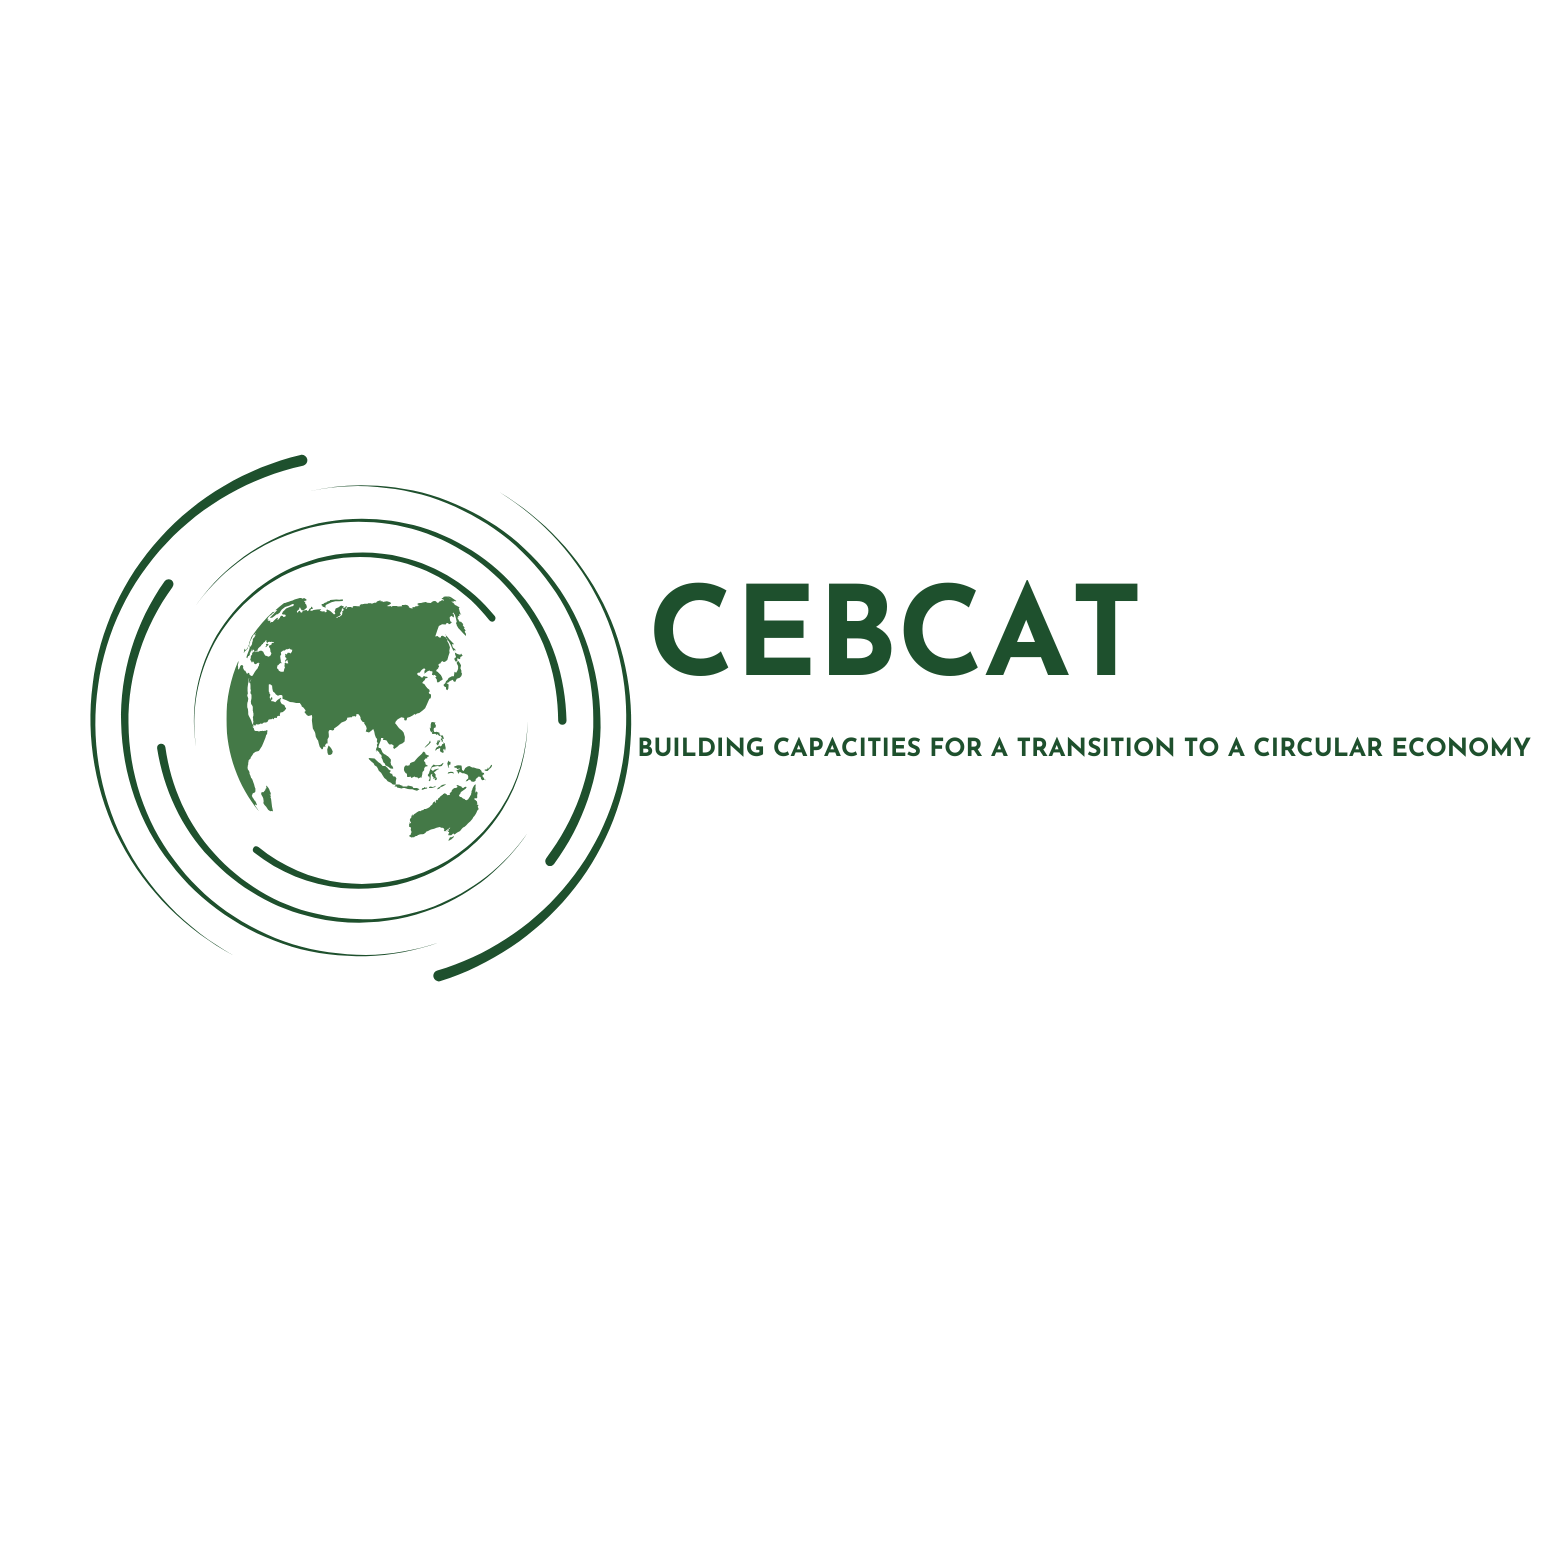 CEBCAT
BUILDING CAPACITIES FOR A TRANSITION TO A CIRCULAR ECONOMY